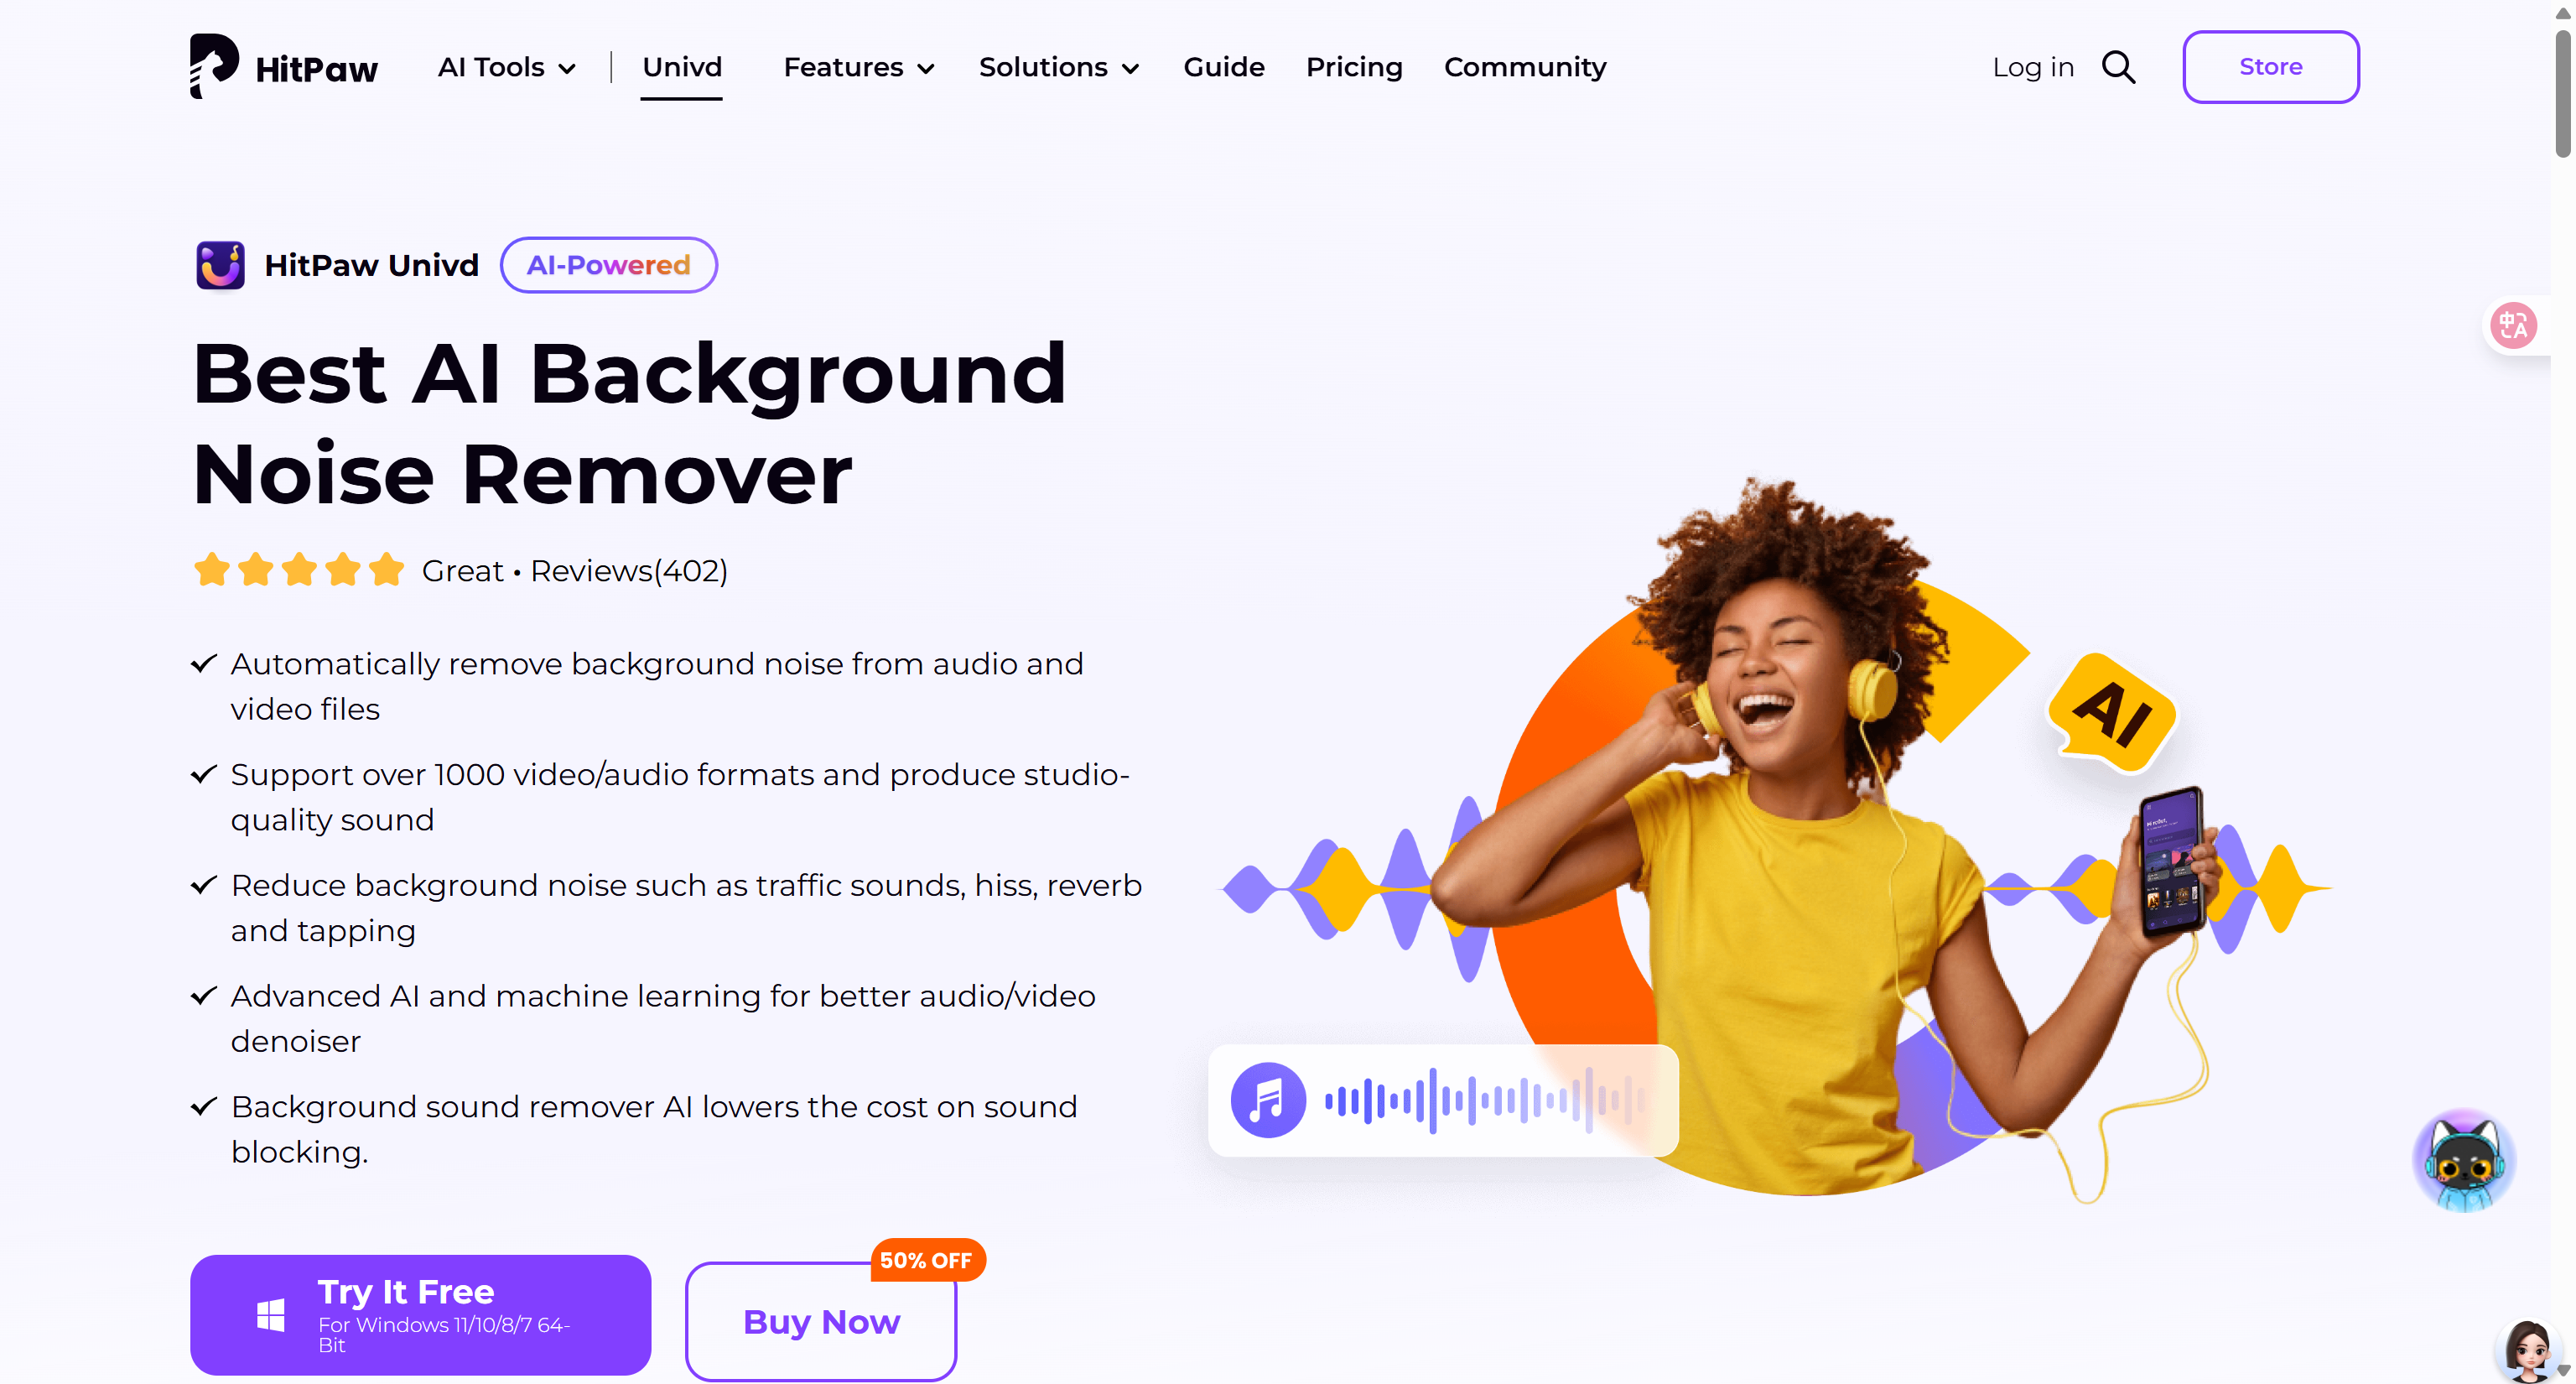 HitPaw
AI Tools
Univd
Features
Solutions
Guide
Pricing
Community
Log in
Store
HitPaw Univd
AI-Powered
Best AI Background
Noise Remover
Great • Reviews(402)
Automatically remove background noise from audio and
video files
Support over 1000 video/audio formats and produce studio-
quality sound
Reduce background noise such as traffic sounds, hiss, reverb
and tapping
Advanced AI and machine learning for better audio/video
denoiser
Background sound remover AI lowers the cost on sound
blocking.
Try It Free
For Windows 11/10/8/7 64-
Bit
50% OFF
Buy Now
AI
中A